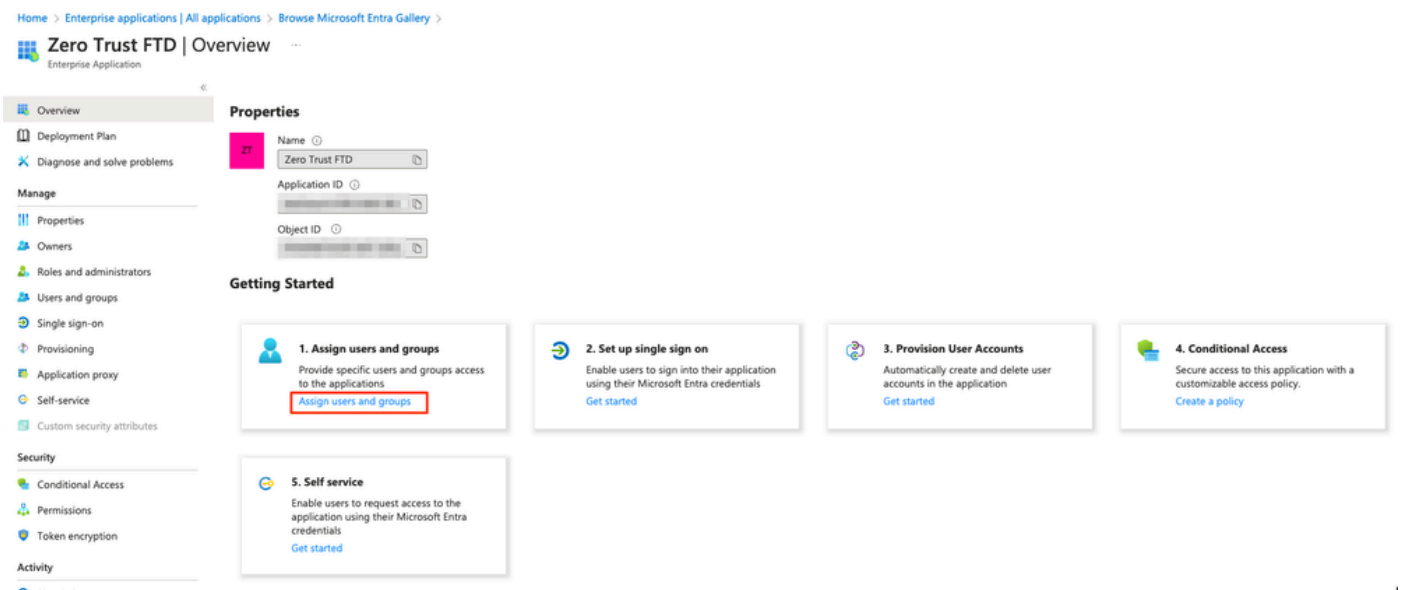 Home > Enterprise applications | All applications > Browse Microsoft Entra Gallery >
Zero Trust FTD | Overview ...
Enterprise Application
«
Overview
Deployment Plan
Diagnose and solve problems
Manage
Properties
Owners
Roles and administrators
Users and groups
Single sign-on
Provisioning
Application proxy
Self-service
Custom security attributes
Security
Conditional Access
Permissions
Token encryption
Activity
Properties
ZT
Name
Zero Trust FTD
Application ID
Object ID
Getting Started
1. Assign users and groups
Provide specific users and groups access
to the applications
Assign users and groups
2. Set up single sign on
Enable users to sign into their application
using their Microsoft Entra credentials
Get started
3. Provision User Accounts
Automatically create and delete user
accounts in the application
Get started
4. Conditional Access
Secure access to this application with a
customizable access policy.
Create a policy
5. Self service
Enable users to request access to the
application using their Microsoft Entra
credentials
Get started